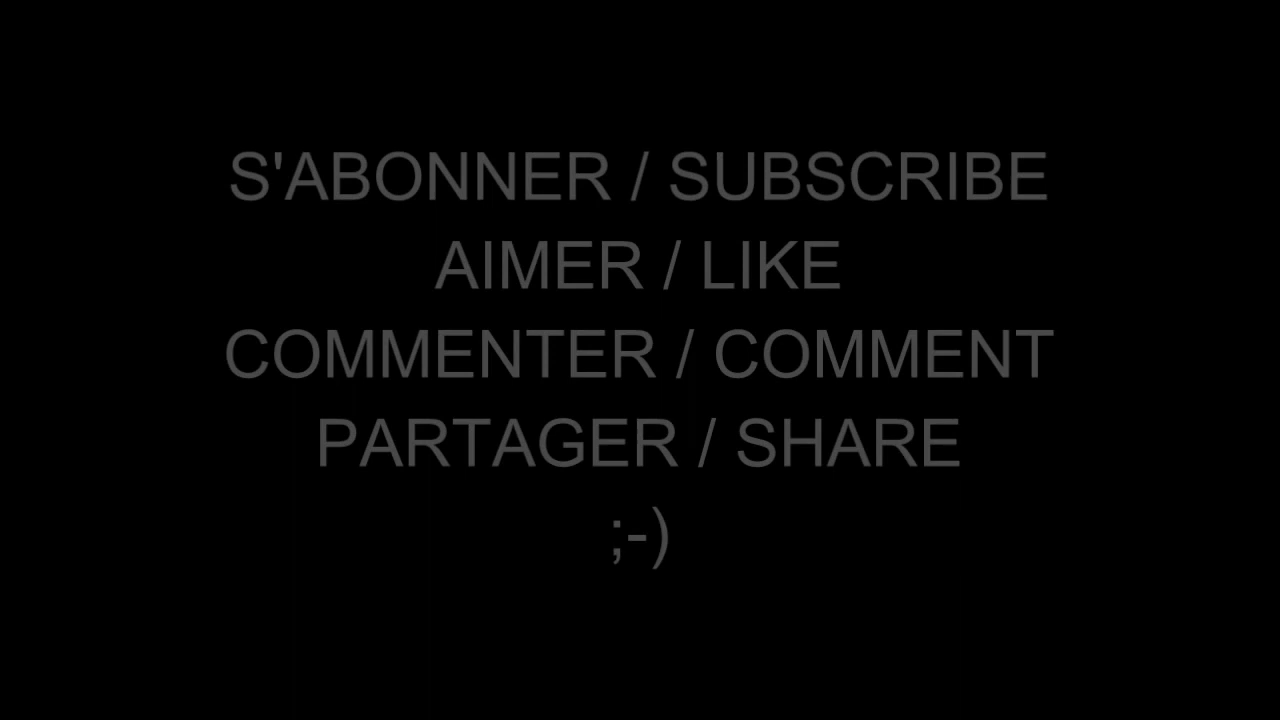 S'ABONNER / SUBSCRIBE
AIMER / LIKE
COMMENTER / COMMENT
PARTAGER / SHARE
;-)